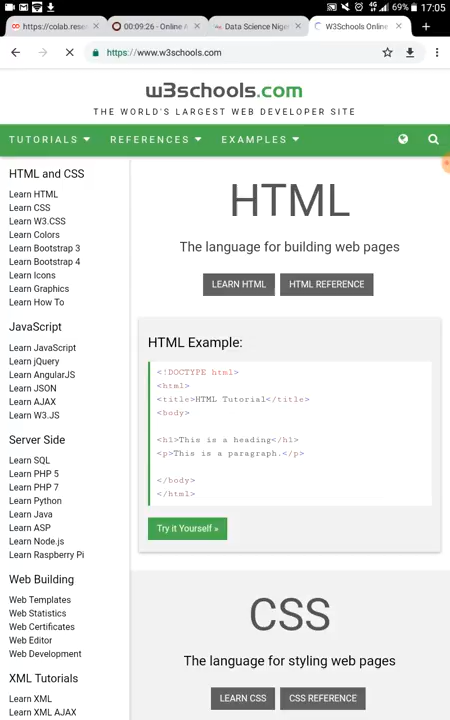 69% 17:05
https://colab.rese
00:09:26 - Online A
Data Science Nige
W3Schools Online
https://www.w3schools.com
w3schools.com
THE WORLD'S LARGEST WEB DEVELOPER SITE
TUTORIALS REFERENCES EXAMPLES
HTML and CSS
Learn HTML
Learn CSS
Learn W3.CSS
Learn Colors
Learn Bootstrap 3
Learn Bootstrap 4
Learn Icons
Learn Graphics
Learn How To
JavaScript
Learn JavaScript
Learn jQuery
Learn AngularJS
Learn JSON
Learn AJAX
Learn W3.JS
Server Side
Learn SQL
Learn PHP 5
Learn PHP 7
Learn Python
Learn Java
Learn ASP
Learn Node.js
Learn Raspberry Pi
Web Building
Web Templates
Web Statistics
Web Certificates
Web Editor
Web Development
XML Tutorials
Learn XML
Learn XML AJAX
HTML
The language for building web pages
LEARN HTML HTML REFERENCE
HTML Example:
<!DOCTYPE html>
<html>
<title>HTML Tutorial</title>
<body>
<h1>This is a heading</h1>
<p>This is a paragraph.</p>
</body>
</html>
Try it Yourself »
CSS
The language for styling web pages
LEARN CSS CSS REFERENCE